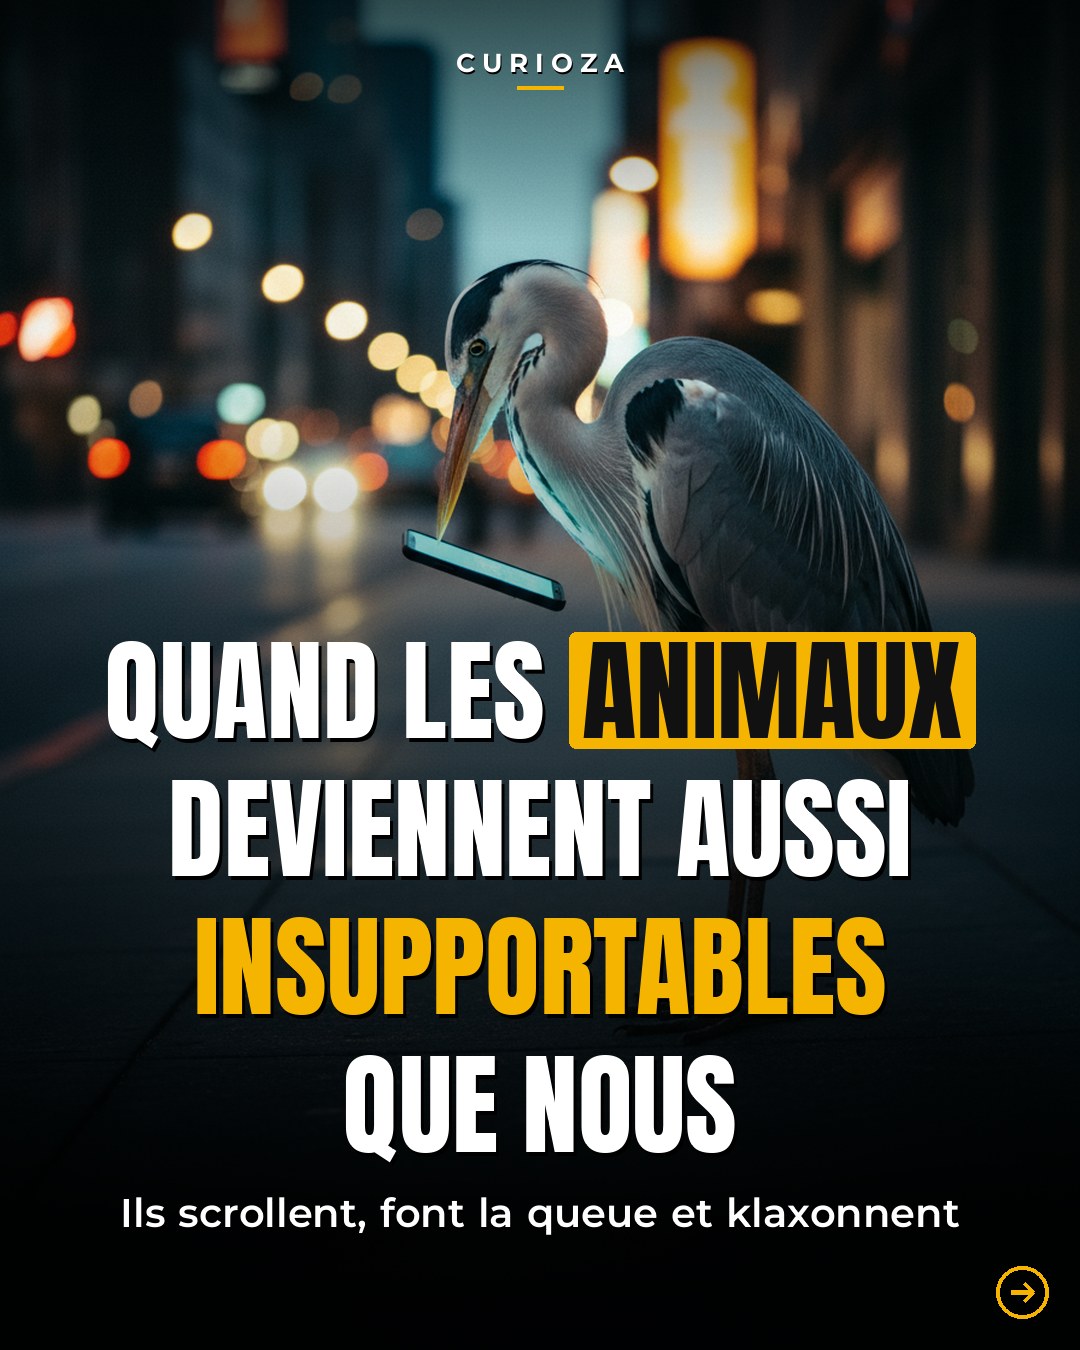 CURIOZA
QUAND LES ANIMAUX
DEVIENNENT AUSSI
INSUPPORTABLES
QUE NOUS
Ils scrollent, font la queue et klaxonnent